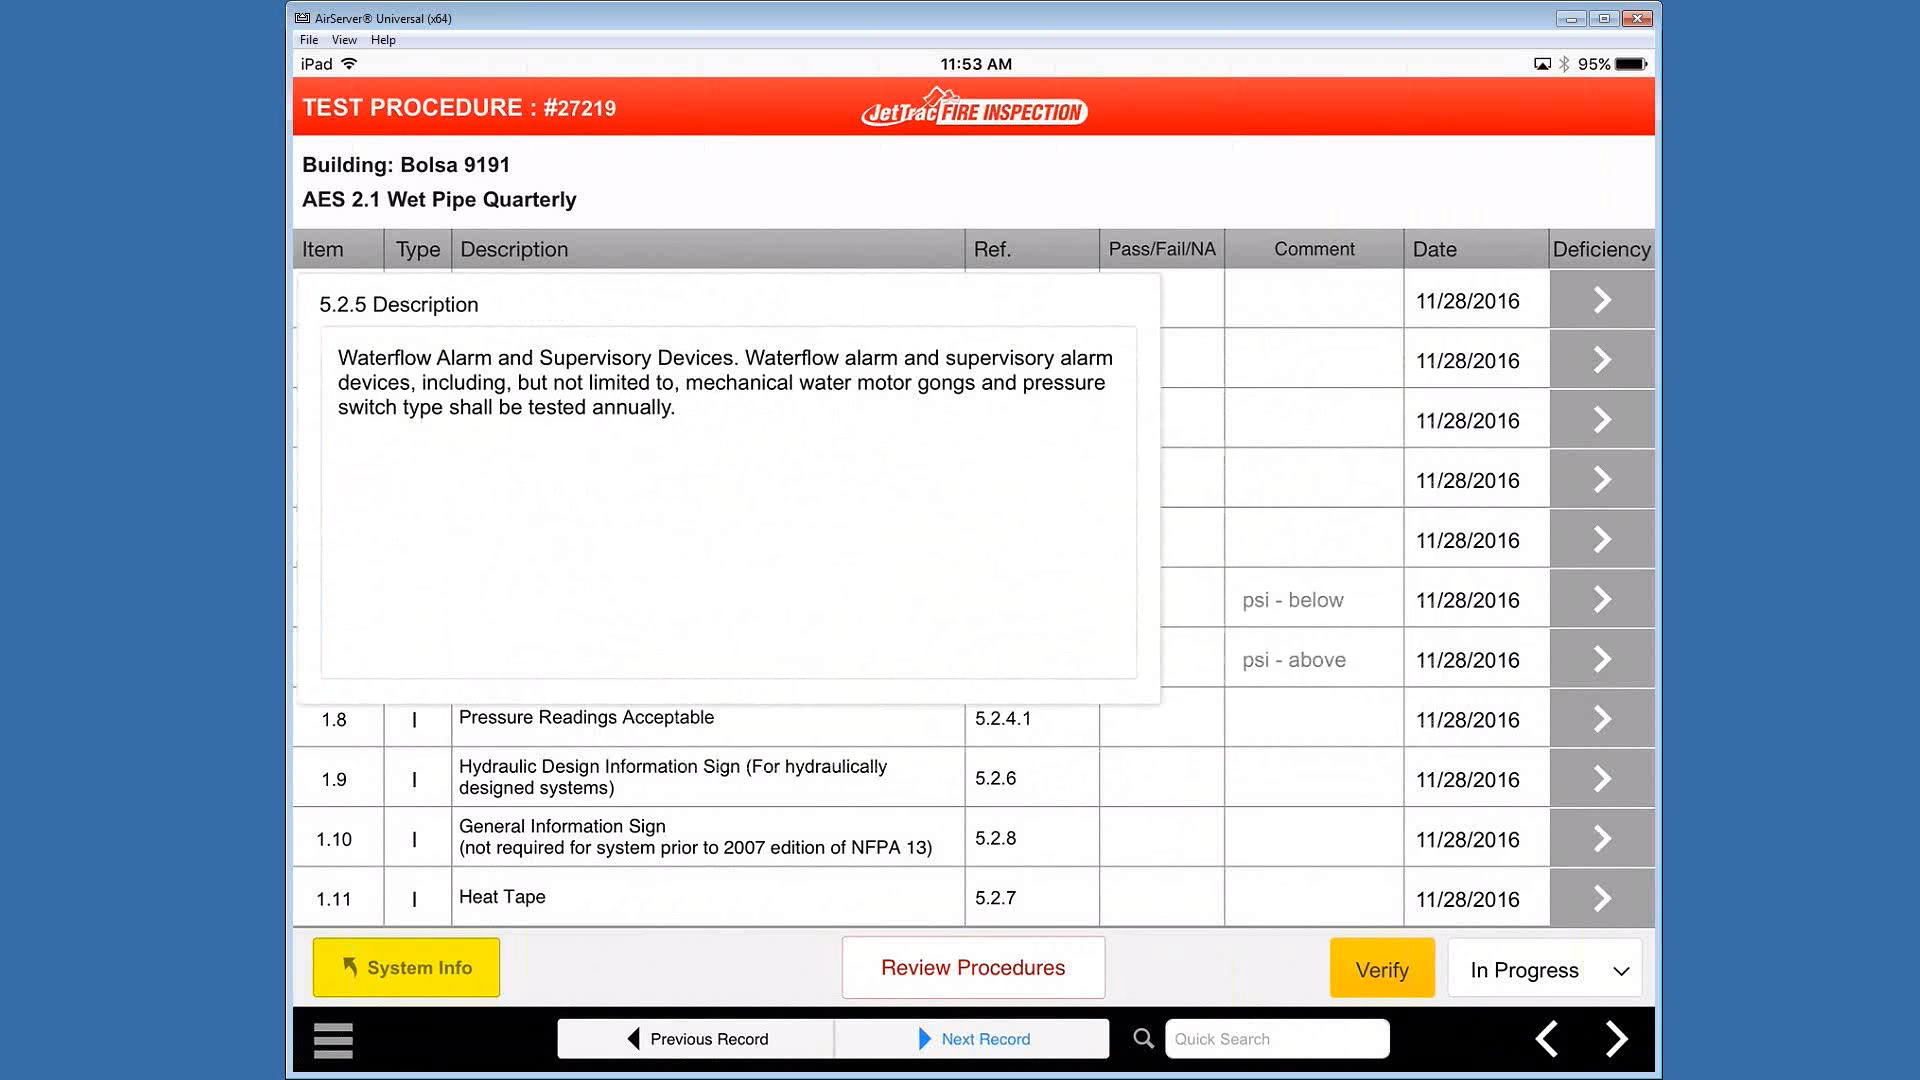 AirServer® Universal (x64)
File View Help
iPad 11:53 AM 95%
TEST PROCEDURE : #27219
JetTrac FIRE INSPECTION
Building: Bolsa 9191
AES 2.1 Wet Pipe Quarterly
Item Type Description Ref. Pass/Fail/NA Comment Date Deficiency
5.2.5 Description
Waterflow Alarm and Supervisory Devices. Waterflow alarm and supervisory alarm
devices, including, but not limited to, mechanical water motor gongs and pressure
switch type shall be tested annually.
11/28/2016
11/28/2016
11/28/2016
11/28/2016
11/28/2016
psi - below 11/28/2016
psi - above 11/28/2016
1.8 I Pressure Readings Acceptable 5.2.4.1 11/28/2016
1.9 I Hydraulic Design Information Sign (For hydraulically
designed systems) 5.2.6 11/28/2016
1.10 I General Information Sign
(not required for system prior to 2007 edition of NFPA 13) 5.2.8 11/28/2016
1.11 I Heat Tape 5.2.7 11/28/2016
System Info Review Procedures Verify In Progress
Previous Record Next Record Quick Search